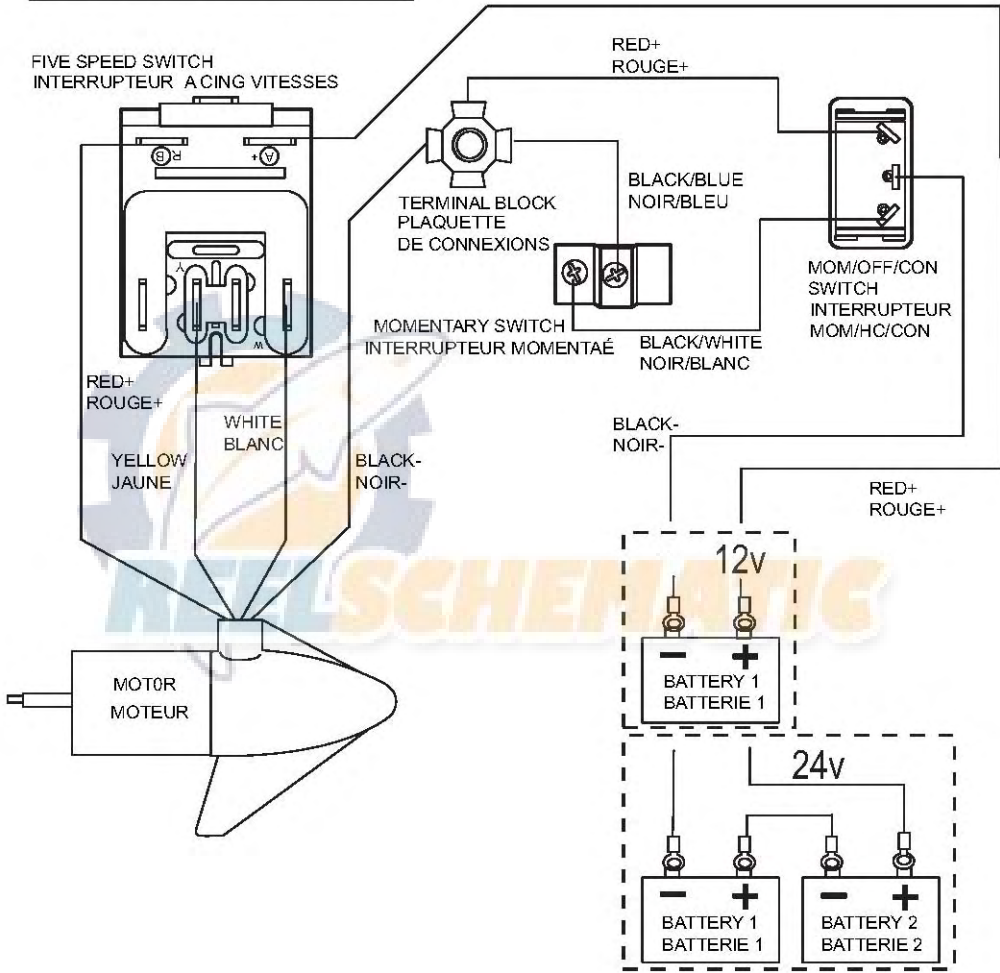 FIVE SPEED SWITCH
INTERRUPTEUR A CING VITESSES
B
R
A
+
Y
W
RED+
ROUGE+
TERMINAL BLOCK
PLAQUETTE
DE CONNEXIONS
BLACK/BLUE
NOIR/BLEU
MOM/OFF/CON
SWITCH
INTERRUPTEUR
MOM/HC/CON
MOMENTARY SWITCH
INTERRUPTEUR MOMENTAÉ
BLACK/WHITE
NOIR/BLANC
RED+
ROUGE+
WHITE
BLANC
YELLOW
JAUNE
BLACK-
NOIR-
BLACK-
NOIR-
RED+
ROUGE+
REELSCHEMATIC
MOT0R
MOTEUR
12v
− +
BATTERY 1
BATTERIE 1
24v
− +
BATTERY 1
BATTERIE 1
− +
BATTERY 2
BATTERIE 2